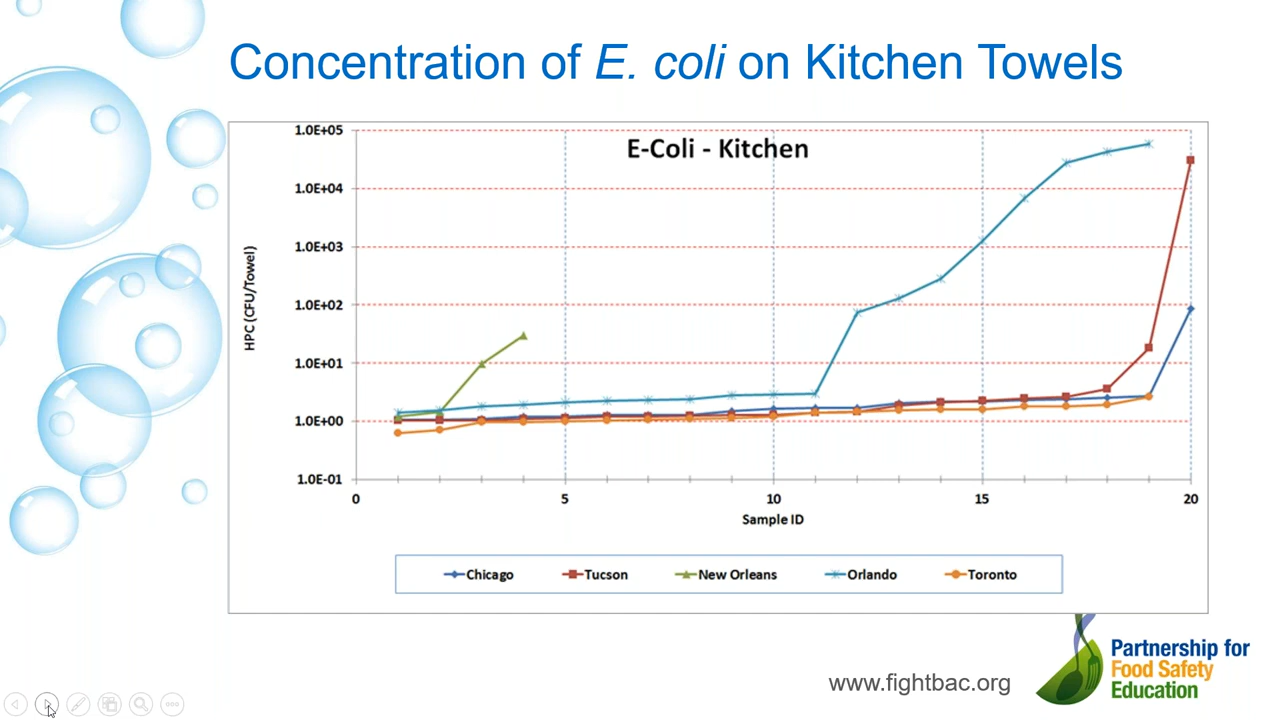 Concentration of E. coli on Kitchen Towels
E-Coli - Kitchen
1.0E+05
1.0E+04
1.0E+03
1.0E+02
1.0E+01
1.0E+00
1.0E-01
HPC (CFU/Towel)
0 5 10 15 20
Sample ID
Chicago Tucson New Orleans Orlando Toronto
www.fightbac.org
Partnership for
Food Safety
Education